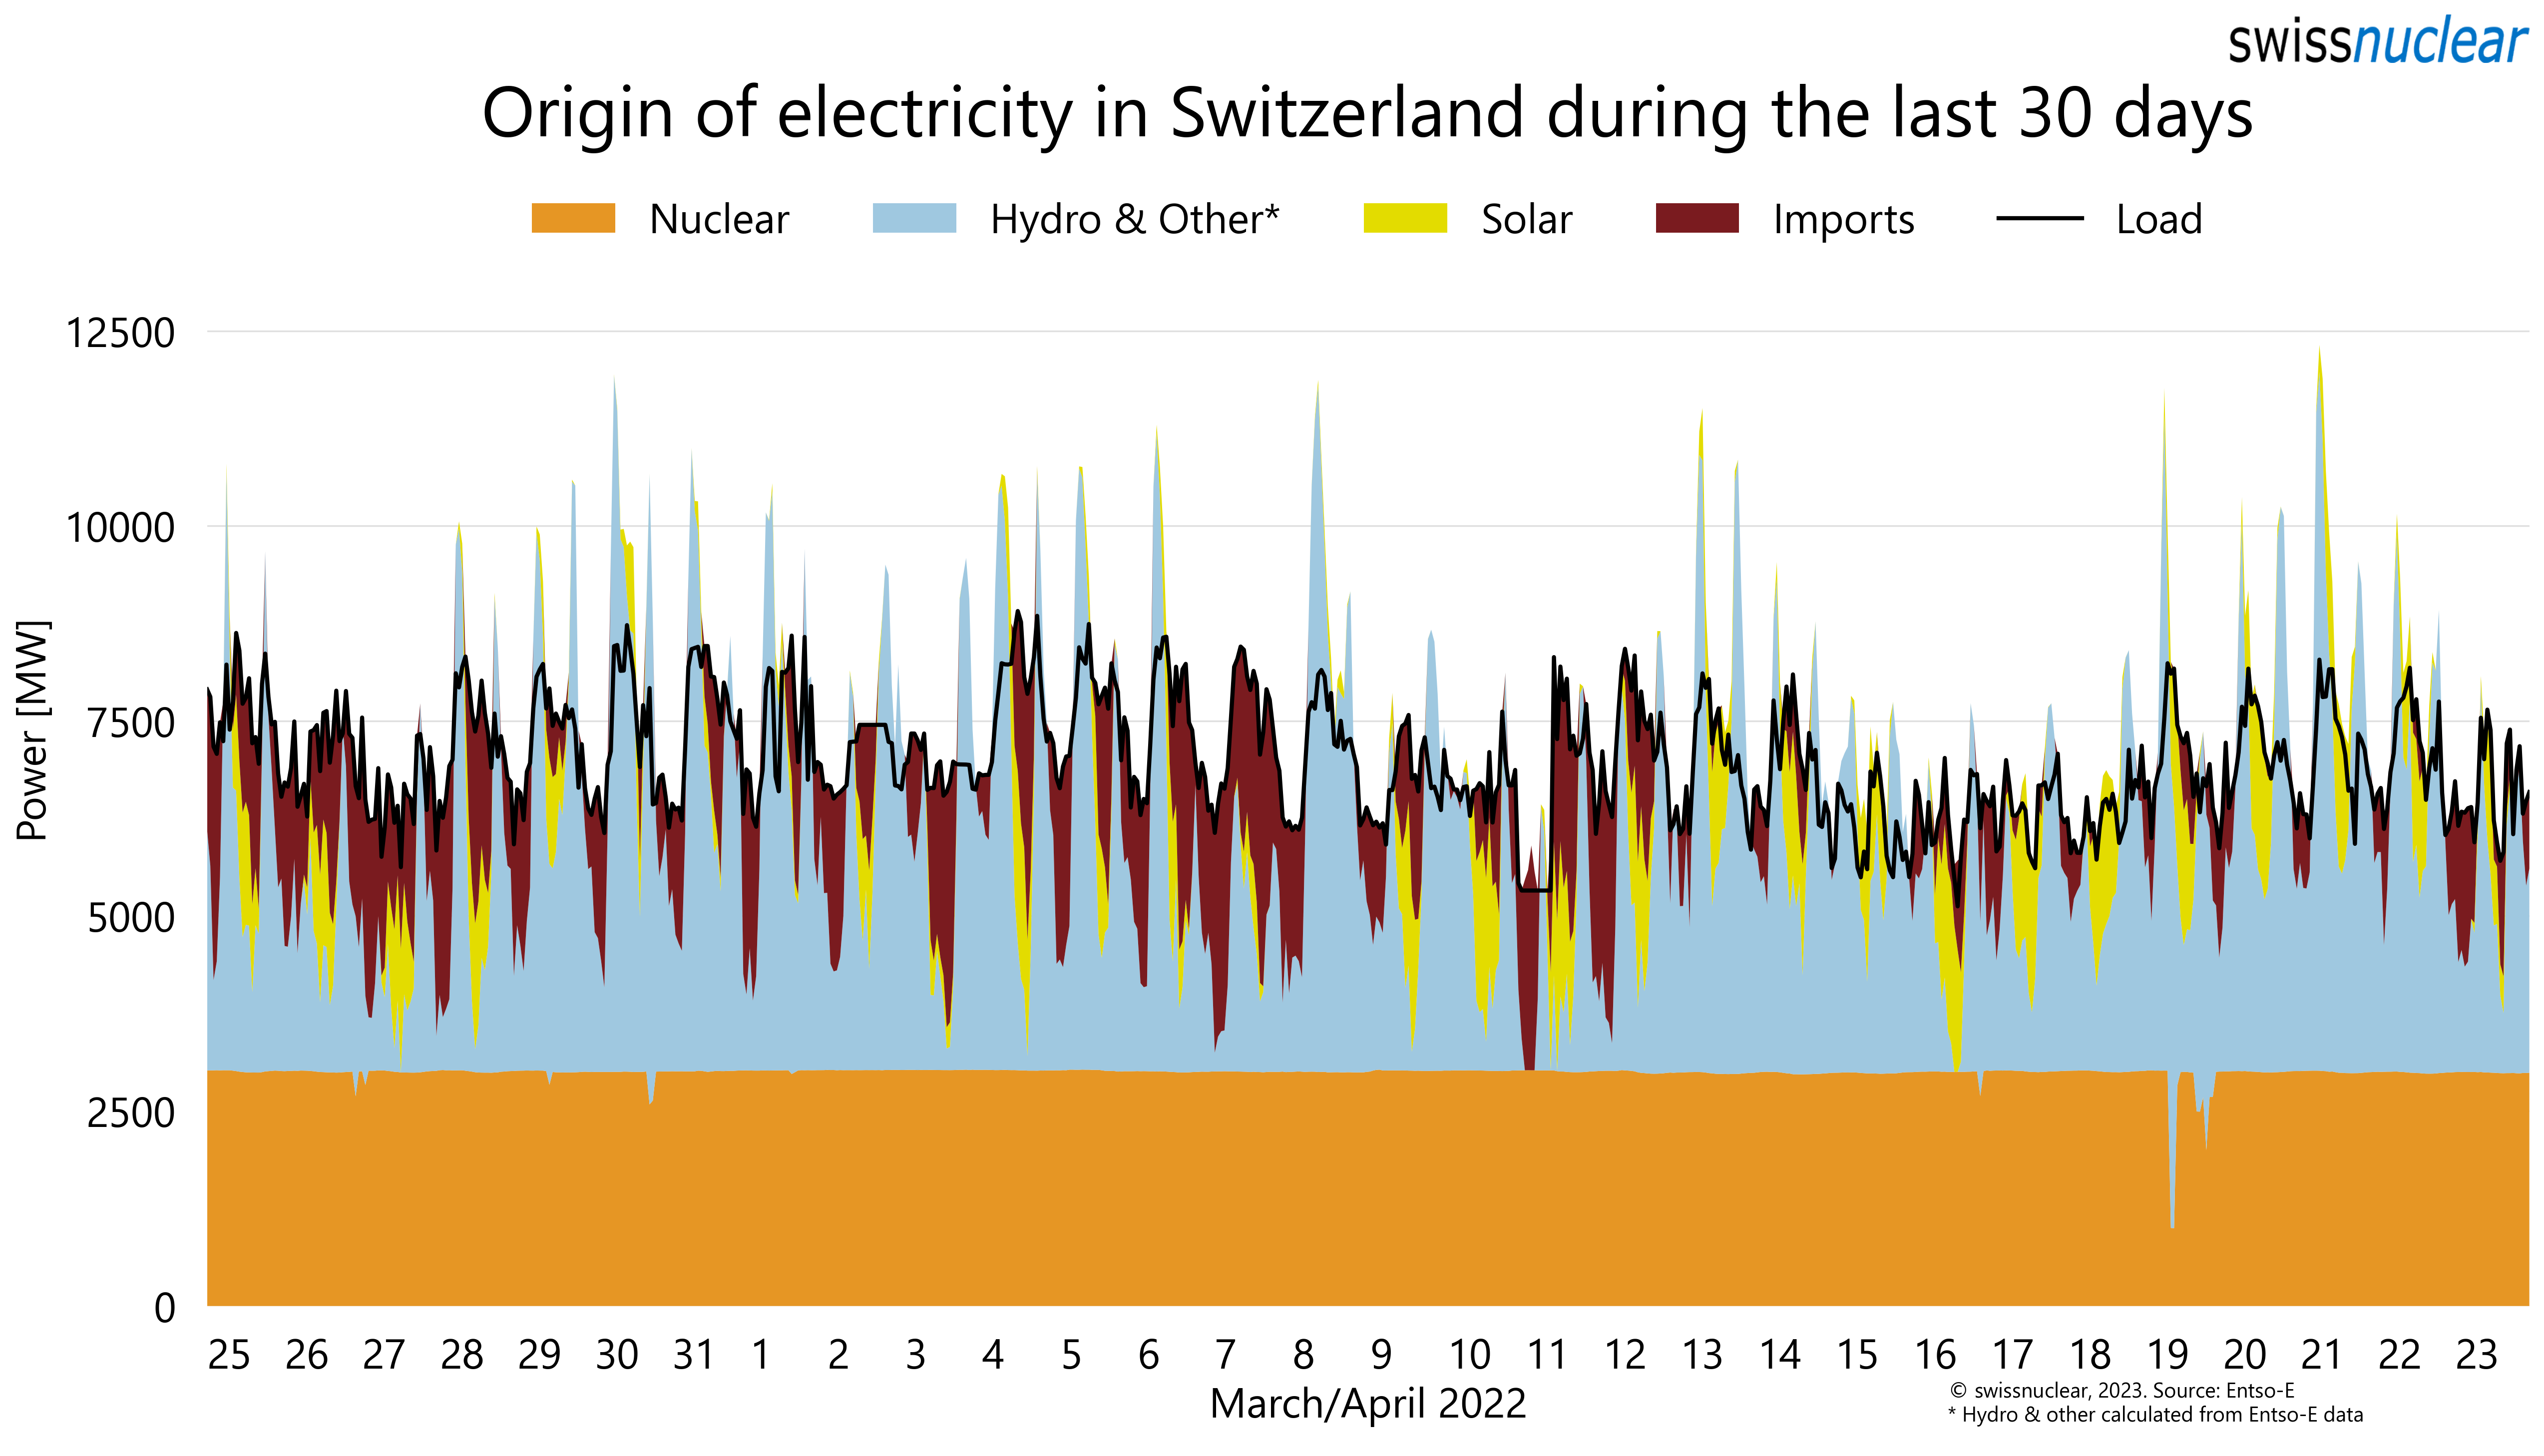 swissnuclear
Origin of electricity in Switzerland during the last 30 days
Nuclear Hydro & Other* Solar Imports Load
12500
10000
7500
5000
2500
0
Power [MW]
25 26 27 28 29 30 31 1 2 3 4 5 6 7 8 9 10 11 12 13 14 15 16 17 18 19 20 21 22 23
March/April 2022
© swissnuclear, 2023. Source: Entso-E
* Hydro & other calculated from Entso-E data